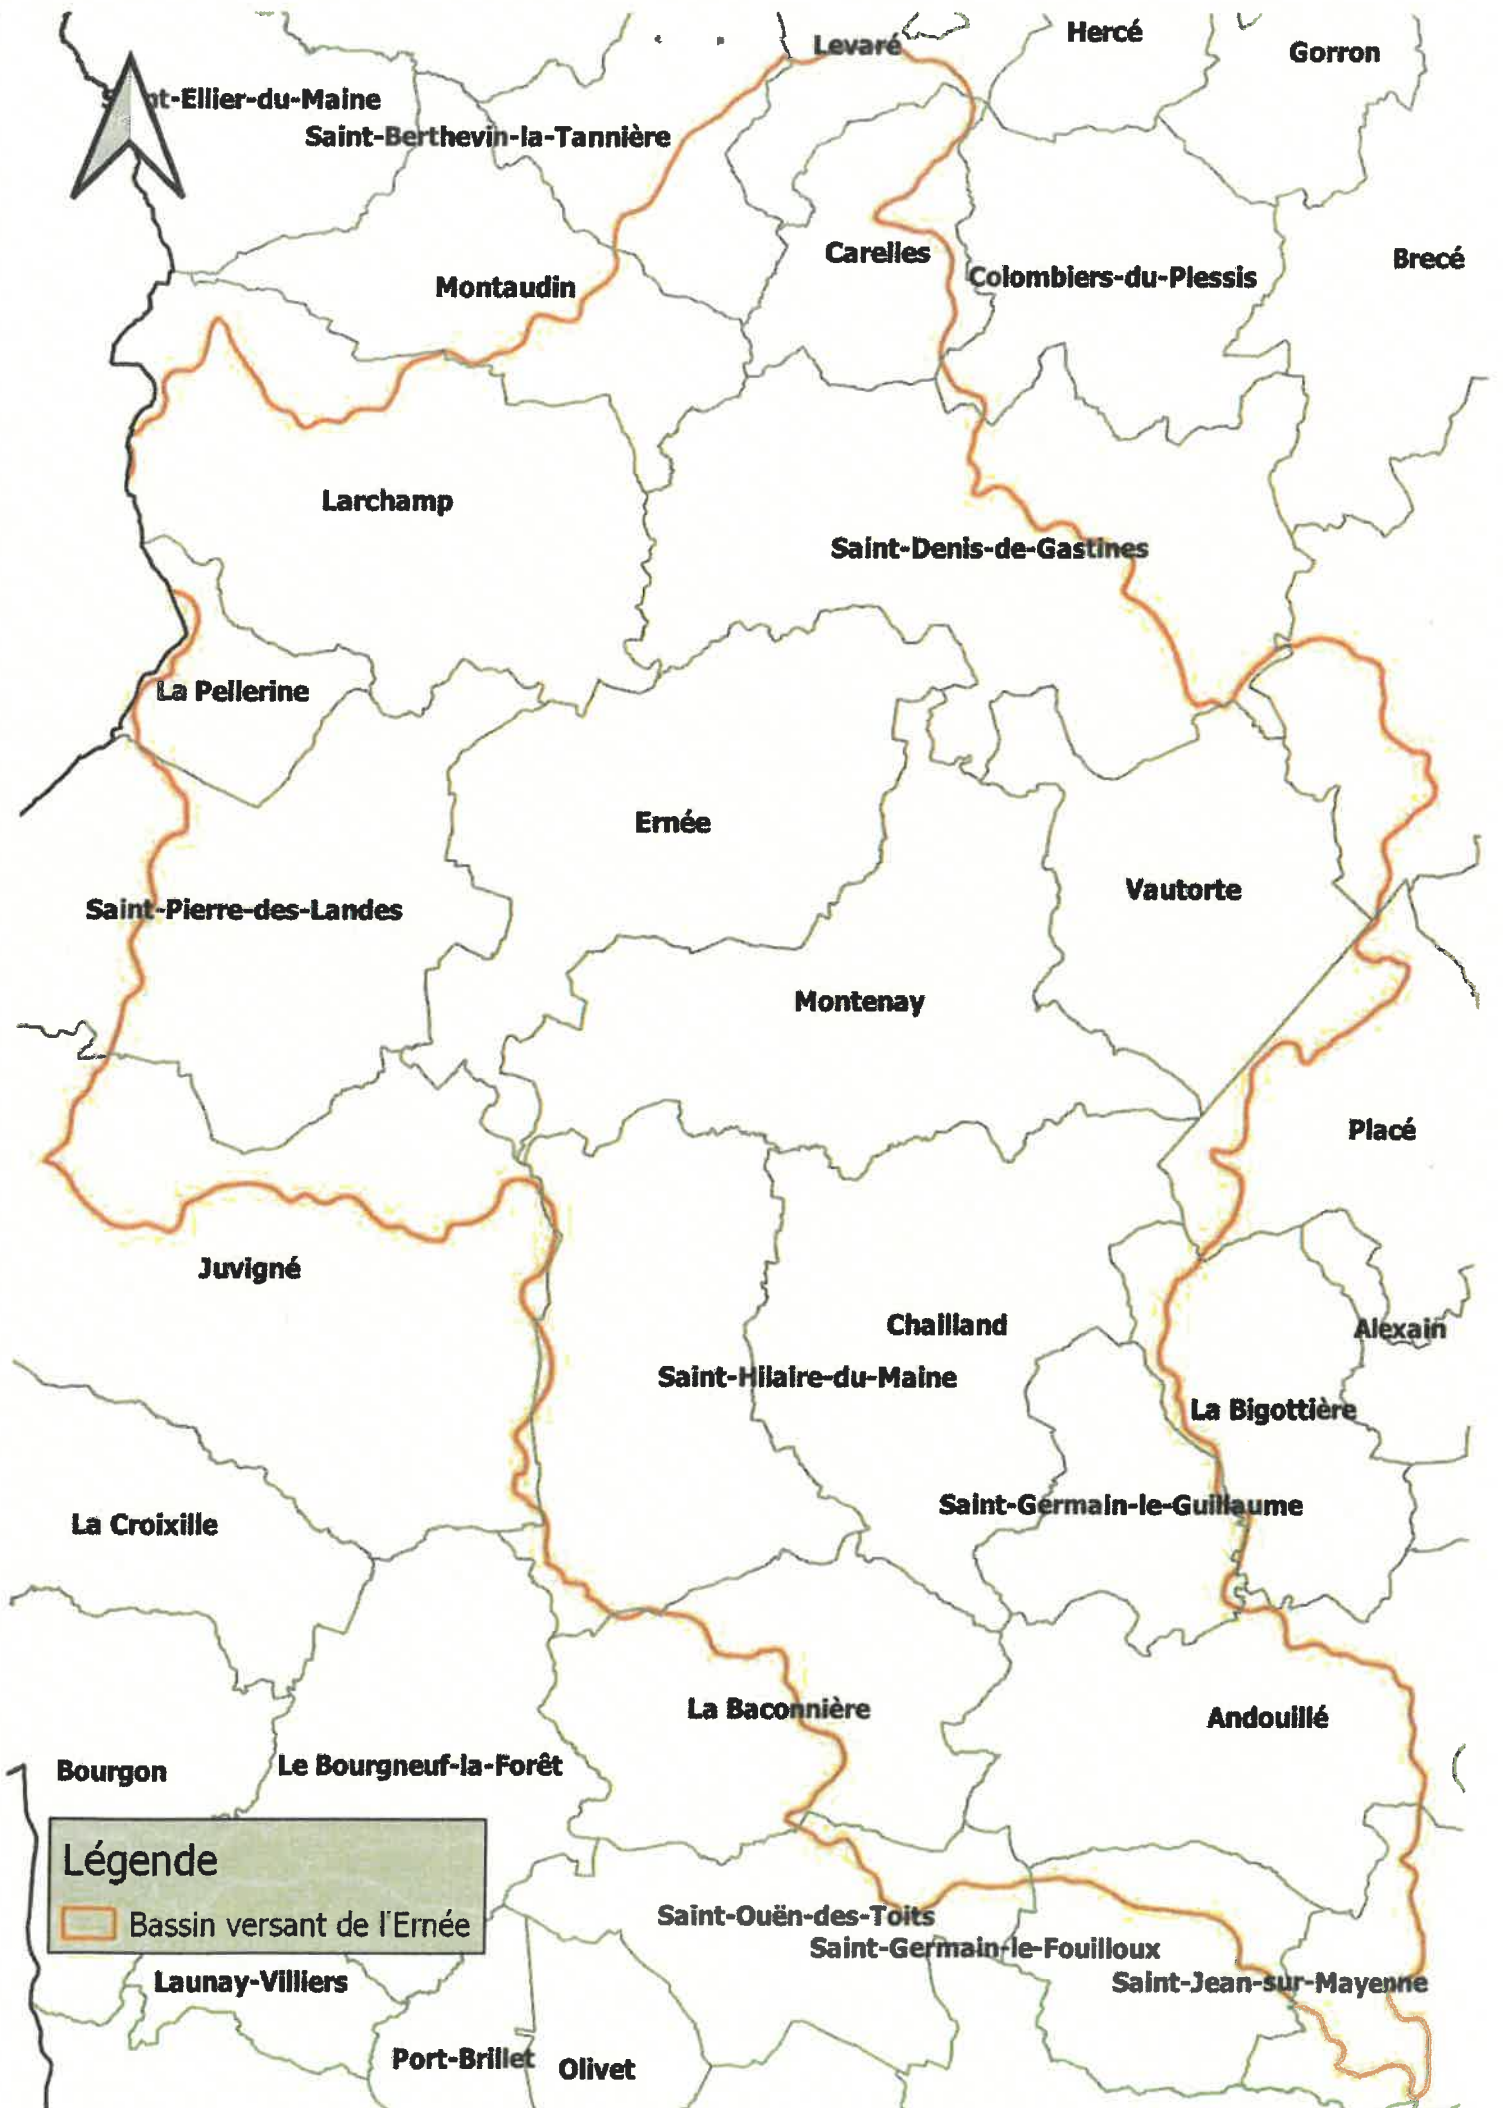 Levaré
Hercé
Gorron
Saint-Ellier-du-Maine
Saint-Berthevin-la-Tannière
Carelles
Brecé
Colombiers-du-Plessis
Montaudin
Larchamp
Saint-Denis-de-Gastines
La Pellerine
Ernée
Vautorte
Saint-Pierre-des-Landes
Montenay
Placé
Juvigné
Chailland
Alexain
Saint-Hilaire-du-Maine
La Bigottière
Saint-Germain-le-Guillaume
La Croixille
La Baconnière
Andouillé
Le Bourgneuf-la-Forêt
Bourgon
Légende
Bassin versant de l'Ernée
Saint-Ouën-des-Toits
Saint-Germain-le-Fouilloux
Launay-Villiers
Saint-Jean-sur-Mayenne
Port-Brillet
Olivet